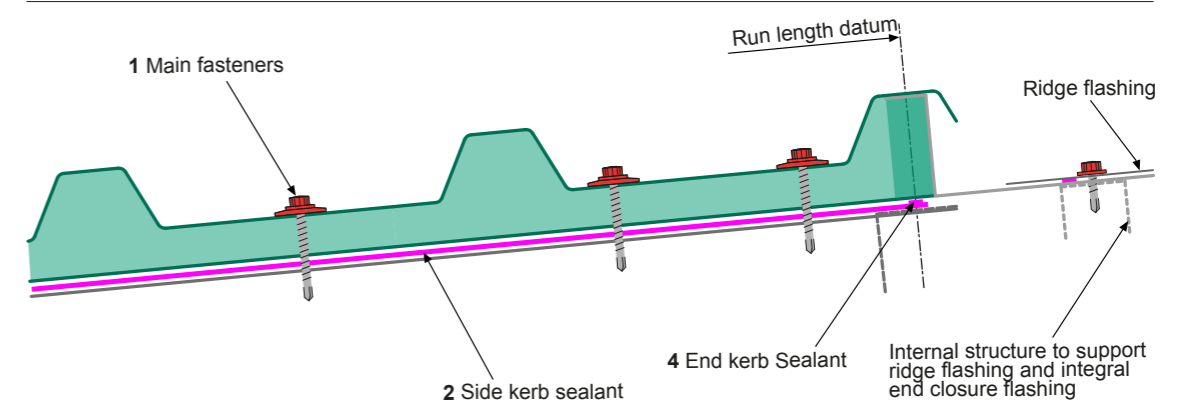 Run length datum
1 Main fasteners
Ridge flashing
4 End kerb Sealant
Internal structure to support
ridge flashing and integral
end closure flashing
2 Side kerb sealant